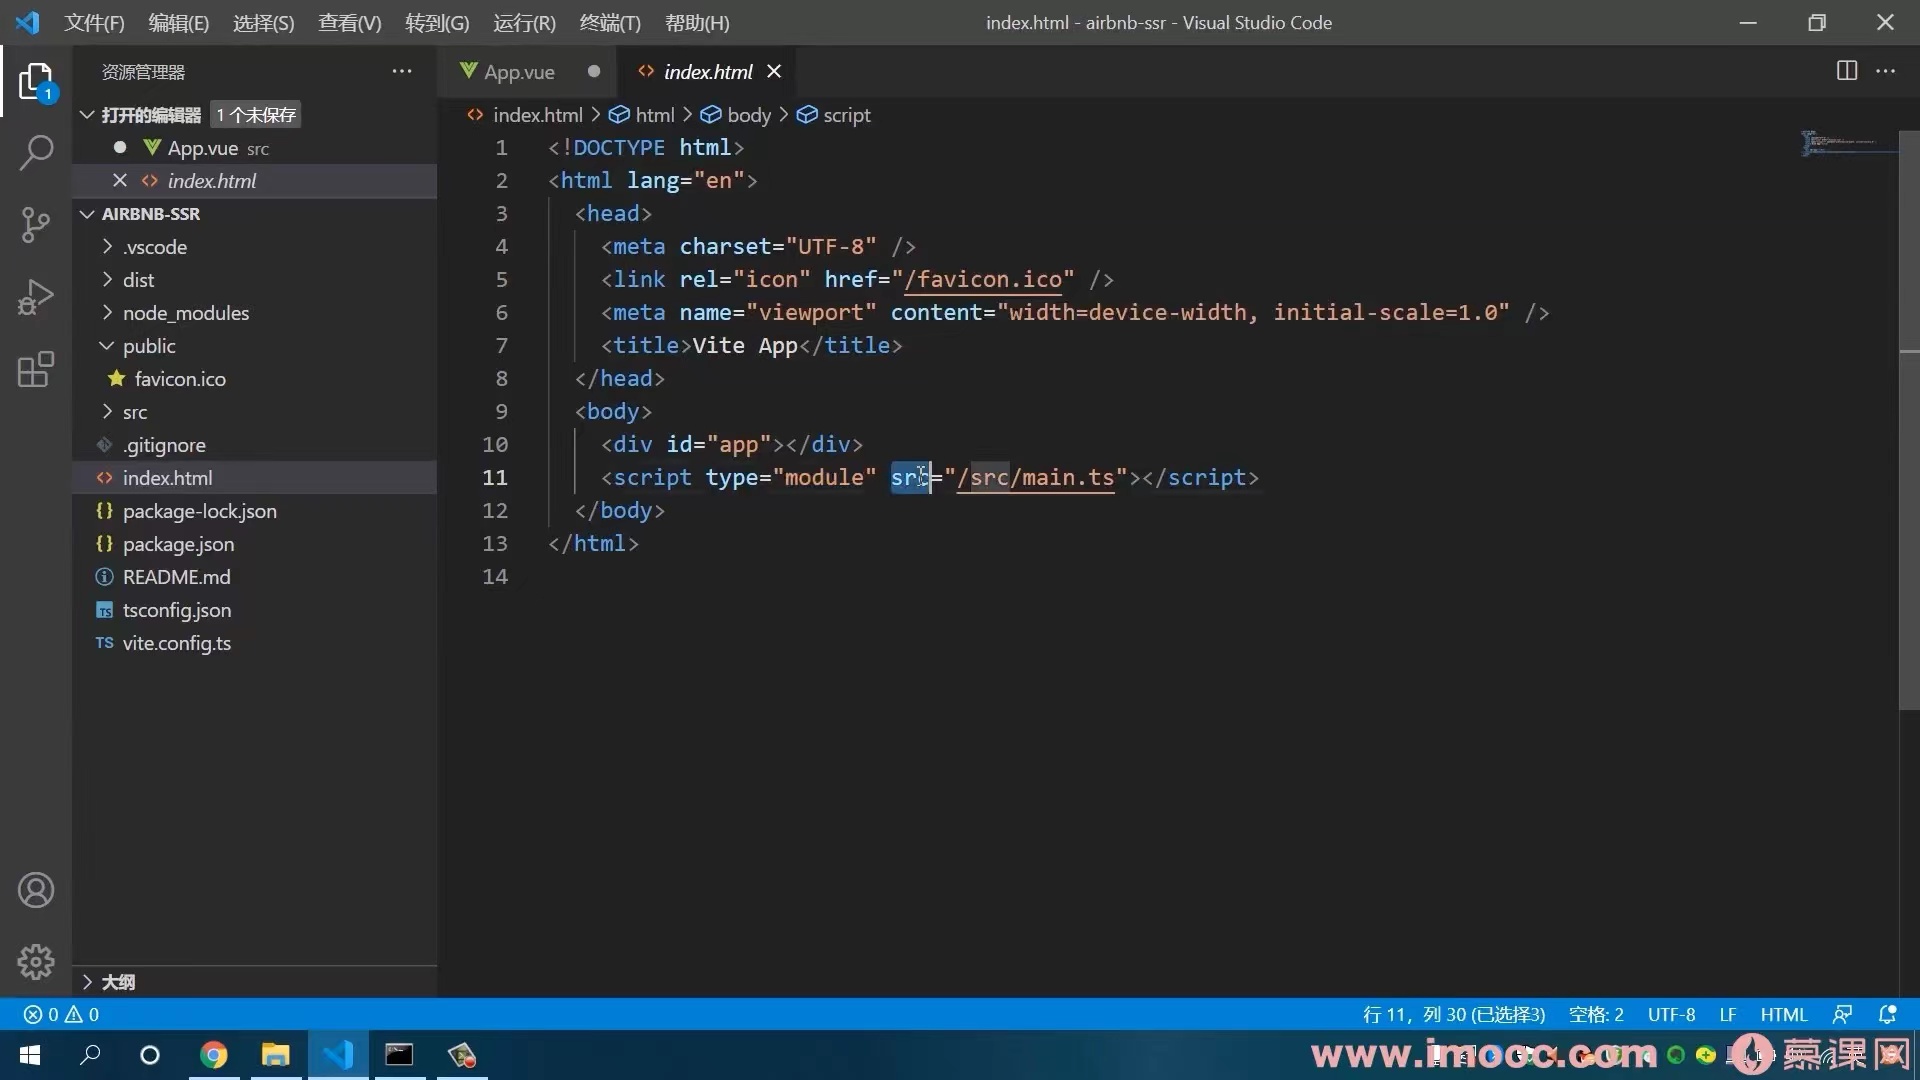 文件(F) 编辑(E) 选择(S) 查看(V) 转到(G) 运行(R) 终端(T) 帮助(H) index.html - airbnb-ssr - Visual Studio Code
资源管理器 ···
App.vue index.html
1
打开的编辑器 1 个未保存
App.vue src
index.html
AIRBNB-SSR
.vscode
dist
node_modules
public
favicon.ico
src
.gitignore
index.html
package-lock.json
package.json
README.md
tsconfig.json
TS vite.config.ts
大纲
index.html > html > body > script
1 <!DOCTYPE html>
2 <html lang="en">
3 <head>
4 <meta charset="UTF-8" />
5 <link rel="icon" href="/favicon.ico" />
6 <meta name="viewport" content="width=device-width, initial-scale=1.0" />
7 <title>Vite App</title>
8 </head>
9 <body>
10 <div id="app"></div>
11 <script type="module" src="/src/main.ts"></script>
12 </body>
13 </html>
14
0 0 行 11，列 30 (已选择3) 空格: 2 UTF-8 LF HTML
www.imooc.com 慕课网